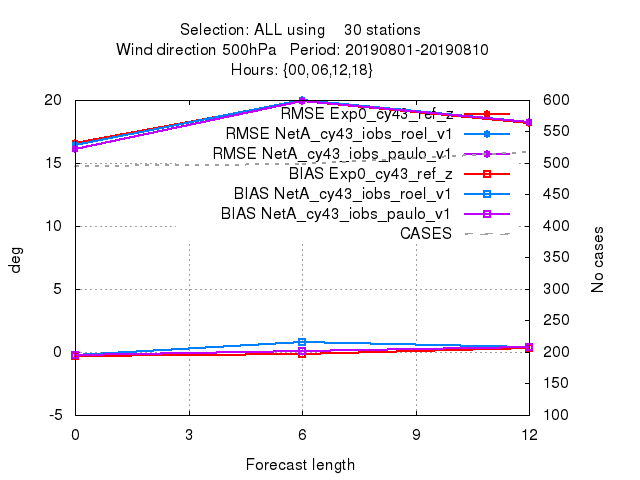 Selection: ALL using 30 stations
Wind direction 500hPa Period: 20190801-20190810
Hours: {00,06,12,18}
20 600
RMSE Exp0_cy43_ref_z
RMSE NetA_cy43_iobs_roel_v1 550
RMSE NetA_cy43_iobs_paulo_v1
15 500
BIAS Exp0_cy43_ref_z
BIAS NetA_cy43_iobs_roel_v1 450
BIAS NetA_cy43_iobs_paulo_v1
10 400
CASES
deg No cases
350
5 300
250
0 200
150
-5 100
0 3 6 9 12
Forecast length